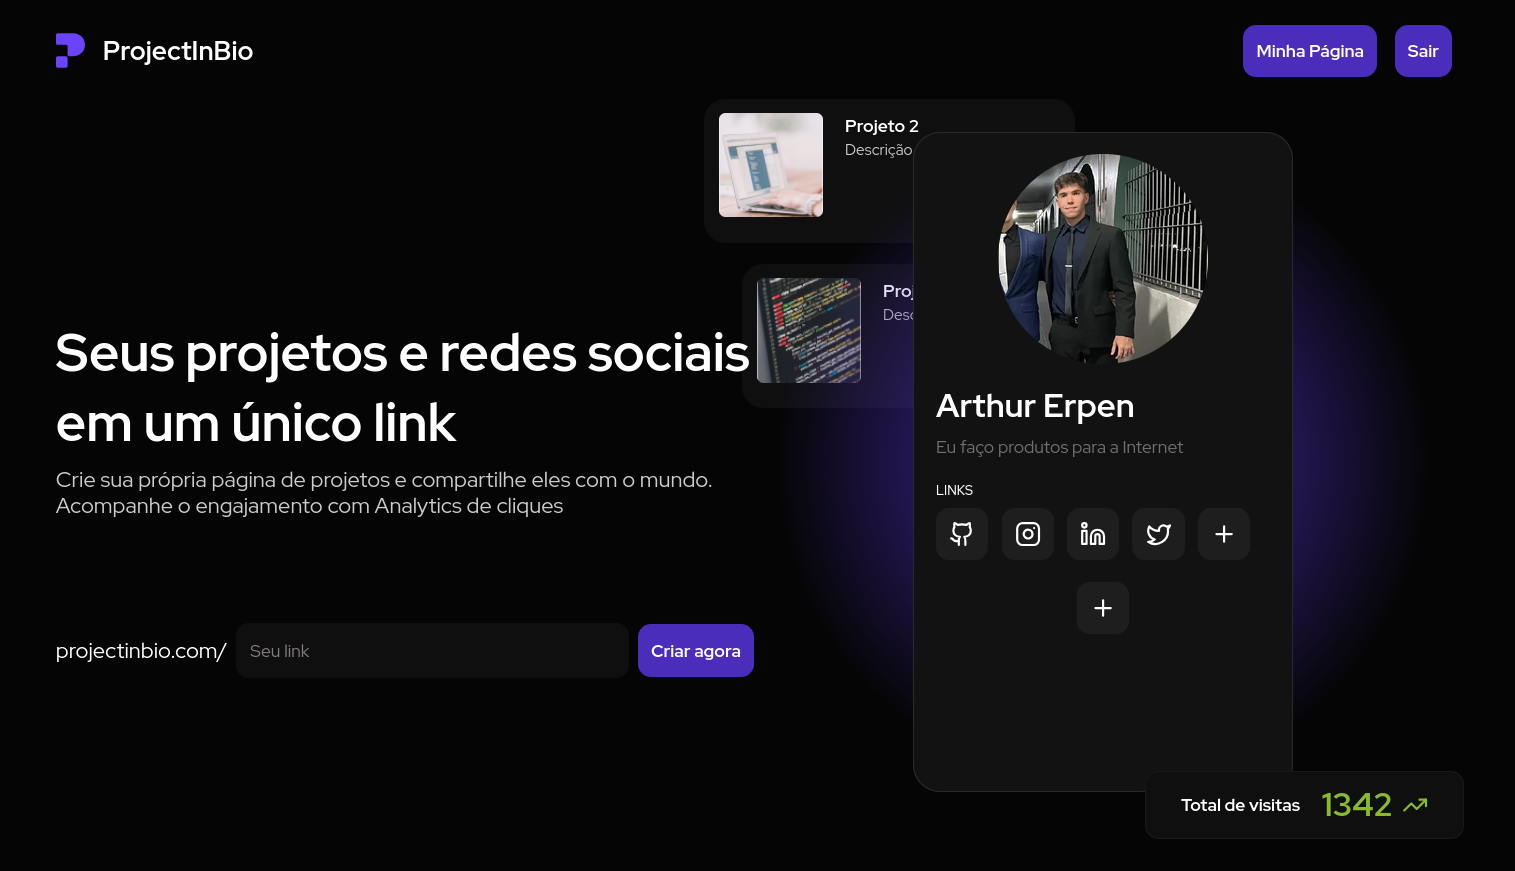 ProjectInBio
Minha Página
Sair
Projeto 2
Descrição
Proj
Desc
Seus projetos e redes sociais
em um único link
Crie sua própria página de projetos e compartilhe eles com o mundo.
Acompanhe o engajamento com Analytics de cliques
projectinbio.com/
Seu link
Criar agora
Arthur Erpen
Eu faço produtos para a Internet
LINKS
Total de visitas
1342